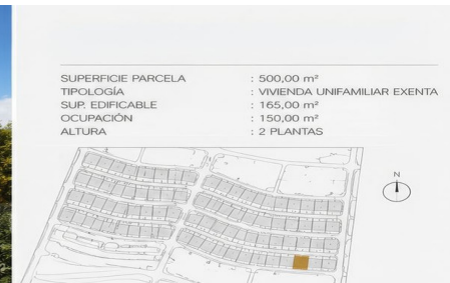 SUPERFICIE PARCELA : 500,00 m²
TIPOLOGÍA : VIVIENDA UNIFAMILIAR EXENTA
SUP. EDIFICABLE : 165,00 m²
OCUPACIÓN : 150,00 m²
ALTURA : 2 PLANTAS
N